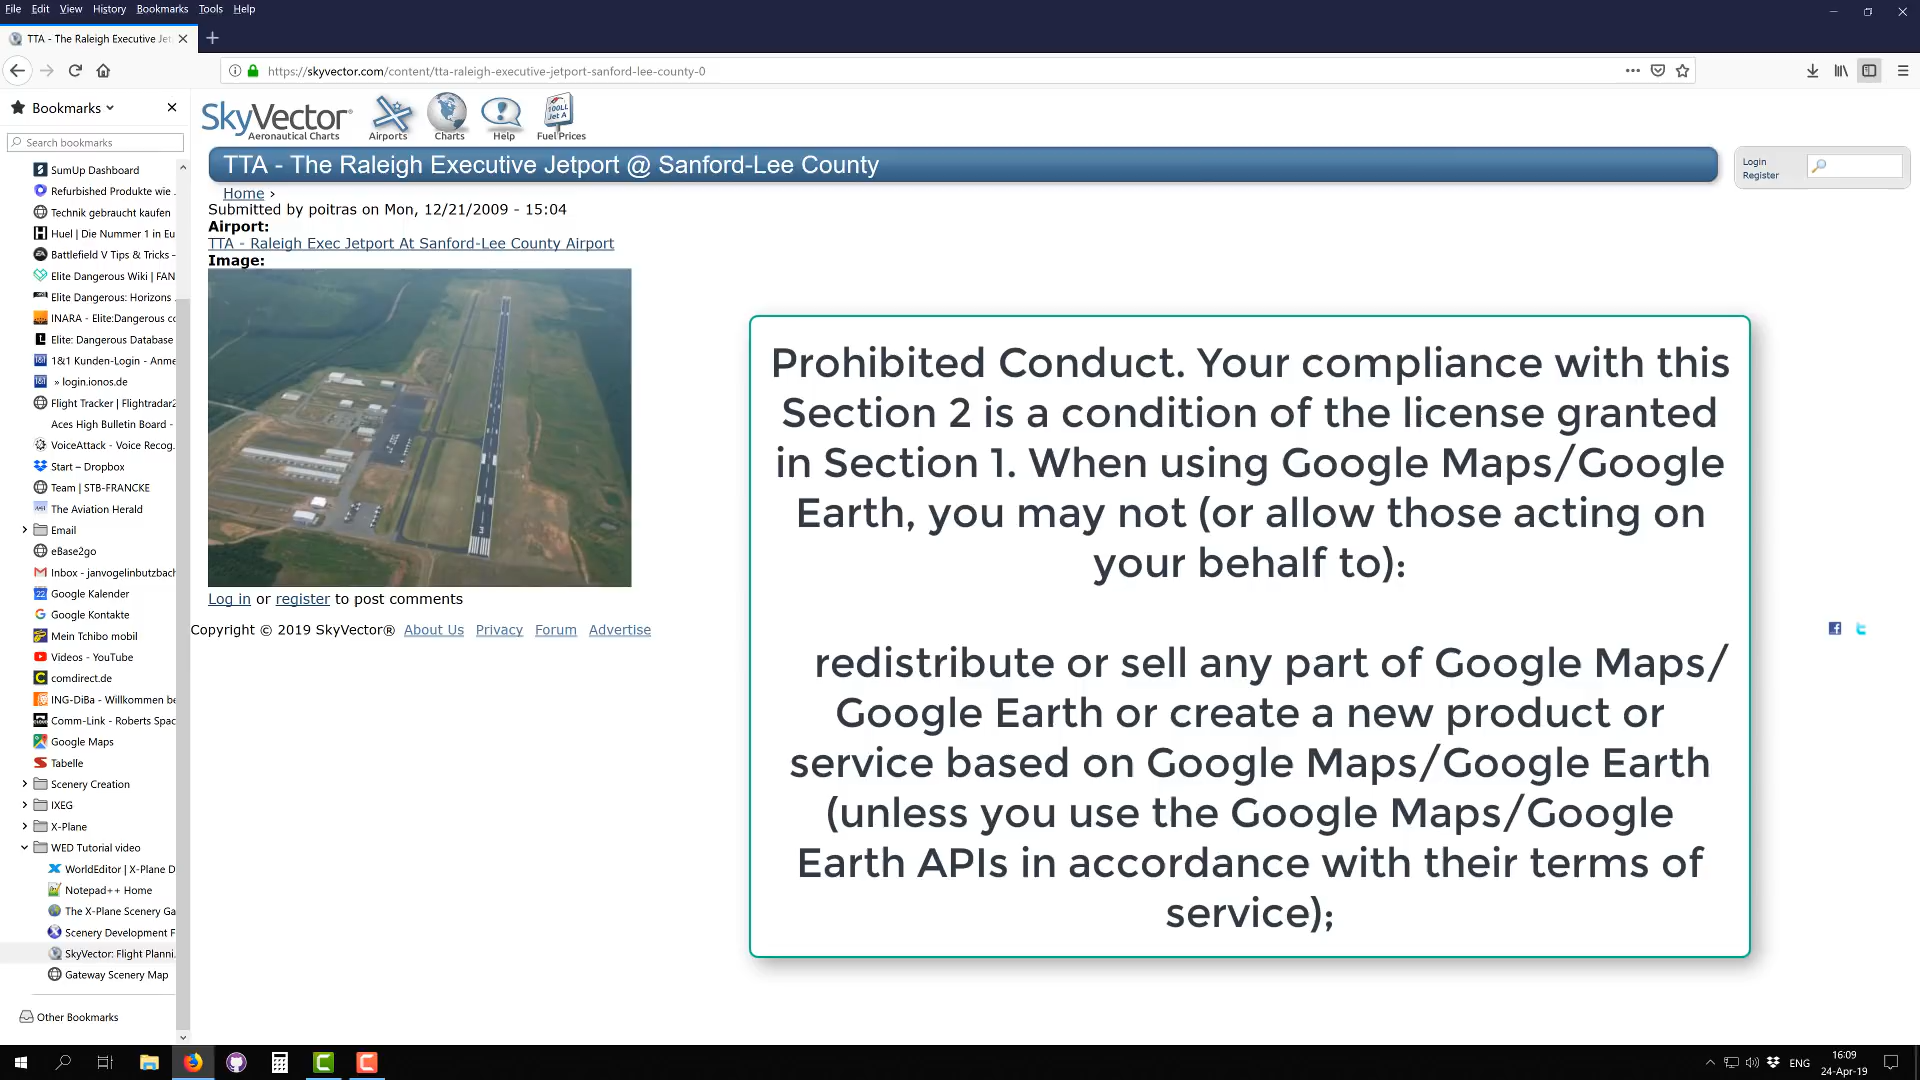 File Edit View History Bookmarks Tools Help
TTA - The Raleigh Executive Jet
https://skyvector.com/content/tta-raleigh-executive-jetport-sanford-lee-county-0
Bookmarks
Search bookmarks
SumUp Dashboard
Refurbished Produkte wie
Technik gebraucht kaufen
Huel | Die Nummer 1 in Eu
Battlefield V Tips & Tricks –
Elite Dangerous Wiki | FAN
Elite Dangerous: Horizons
INARA - Elite:Dangerous co
Elite: Dangerous Database
1&1 Kunden-Login - Anme
» login.ionos.de
Flight Tracker | Flightradar2
Aces High Bulletin Board -
VoiceAttack - Voice Recog.
Start – Dropbox
Team | STB-FRANCKE
The Aviation Herald
Email
eBase2go
Inbox - janvogelinbutzbach
Google Kalender
Google Kontakte
Mein Tchibo mobil
Videos - YouTube
comdirect.de
ING-DiBa - Willkommen be
Comm-Link - Roberts Spac
Google Maps
Tabelle
Scenery Creation
IXEG
X-Plane
WED Tutorial video
WorldEditor | X-Plane D
Notepad++ Home
The X-Plane Scenery Ga
Scenery Development F
SkyVector: Flight Planni.
Gateway Scenery Map
Other Bookmarks
SkyVector®
Aeronautical Charts
Airports
Charts
Help
100LL
Jet A
Fuel Prices
TTA - The Raleigh Executive Jetport @ Sanford-Lee County
Login
Register
Home ›
Submitted by poitras on Mon, 12/21/2009 - 15:04
Airport:
TTA - Raleigh Exec Jetport At Sanford-Lee County Airport
Image:
3
Log in or register to post comments
Copyright © 2019 SkyVector® About Us Privacy Forum Advertise
Prohibited Conduct. Your compliance with this
Section 2 is a condition of the license granted
in Section 1. When using Google Maps/Google
Earth, you may not (or allow those acting on
your behalf to):
redistribute or sell any part of Google Maps/
Google Earth or create a new product or
service based on Google Maps/Google Earth
(unless you use the Google Maps/Google
Earth APIs in accordance with their terms of
service);
ENG
16:09
24-Apr-19